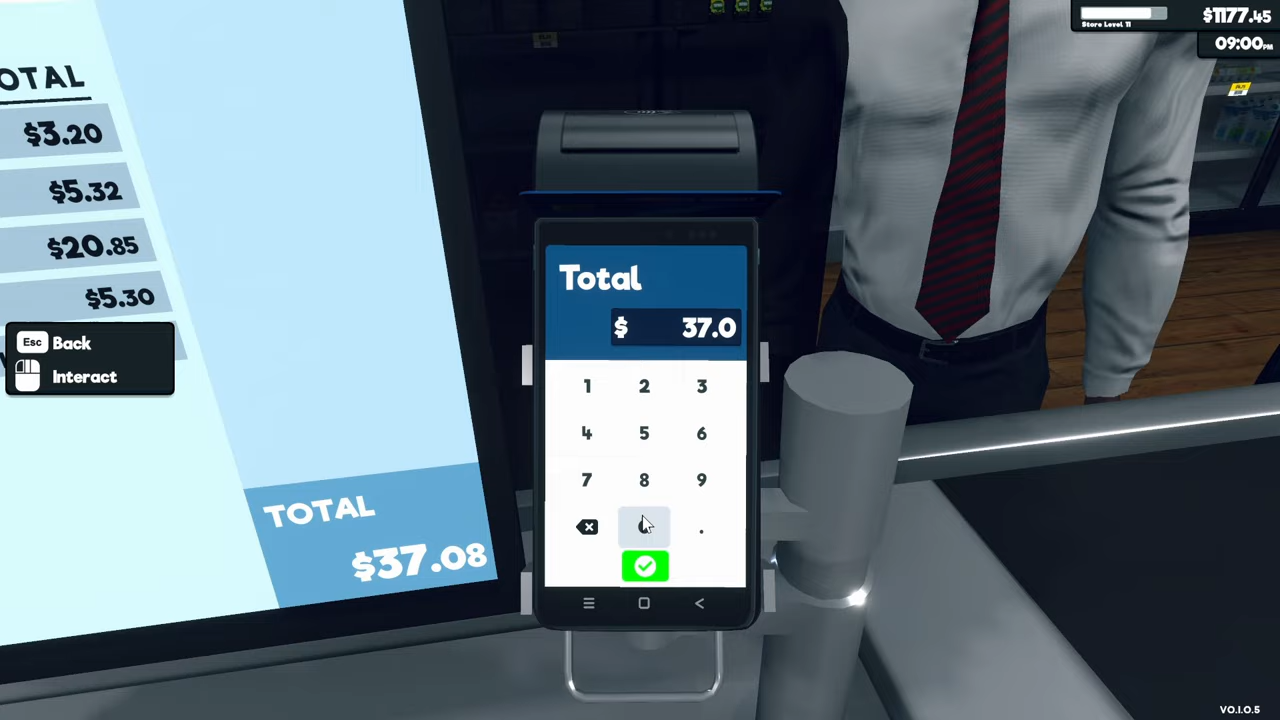 OTAL
$3.20
$5.32
$20.85
$5.30
Esc Back
Interact
TOTAL
$37.08
Total
$ 37.0
1 2 3
4 5 6
7 8 9
.
$1177.45
Store Level 11
09:00PM
V0.1.0.5